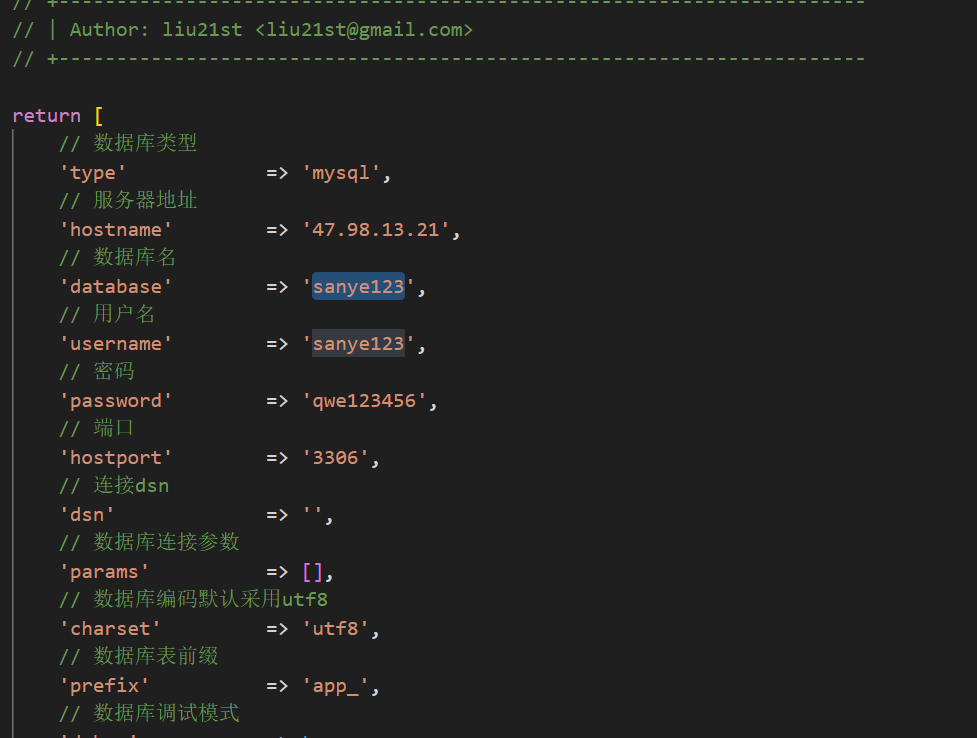 // +----------------------------------------------------------------------
// | Author: liu21st <liu21st@gmail.com>
// +----------------------------------------------------------------------
return [
// 数据库类型
'type' => 'mysql',
// 服务器地址
'hostname' => '47.98.13.21',
// 数据库名
'database' => 'sanye123',
// 用户名
'username' => 'sanye123',
// 密码
'password' => 'qwe123456',
// 端口
'hostport' => '3306',
// 连接dsn
'dsn' => '',
// 数据库连接参数
'params' => [],
// 数据库编码默认采用utf8
'charset' => 'utf8',
// 数据库表前缀
'prefix' => 'app_',
// 数据库调试模式